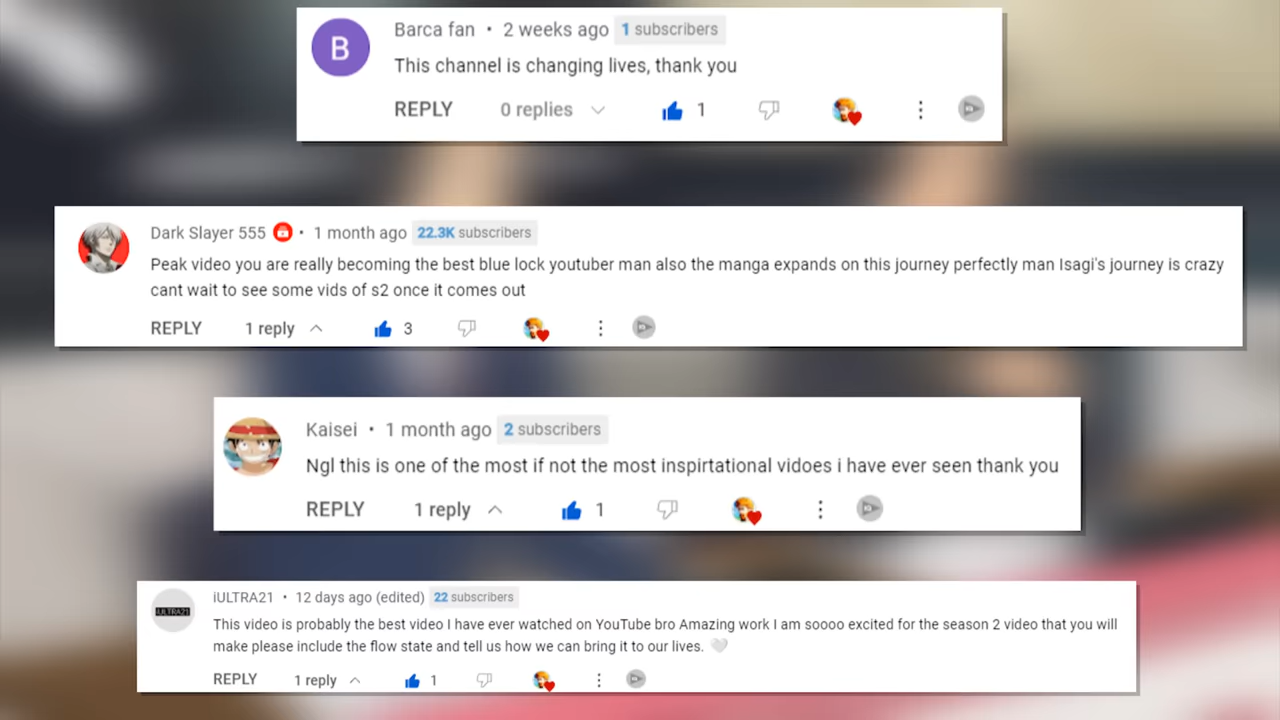 B
Barca fan • 2 weeks ago 1 subscribers
This channel is changing lives, thank you
REPLY 0 replies 1
Dark Slayer 555 • 1 month ago 22.3K subscribers
Peak video you are really becoming the best blue lock youtuber man also the manga expands on this journey perfectly man Isagi's journey is crazy
cant wait to see some vids of s2 once it comes out
REPLY 1 reply 3
Kaisei • 1 month ago 2 subscribers
Ngl this is one of the most if not the most inspirtational vidoes i have ever seen thank you
REPLY 1 reply 1
iULTRA21
iULTRA21 • 12 days ago (edited) 22 subscribers
This video is probably the best video I have ever watched on YouTube bro Amazing work I am soooo excited for the season 2 video that you will
make please include the flow state and tell us how we can bring it to our lives. 🤍
REPLY 1 reply 1